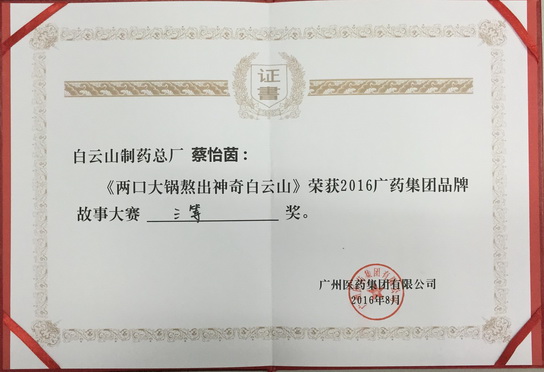 证書
白云山制药总厂 蔡怡茵：
《两口大锅熬出神奇白云山》荣获2016广药集团品牌
故事大赛 三等 奖。
广州医药集团有限公司
2016年8月